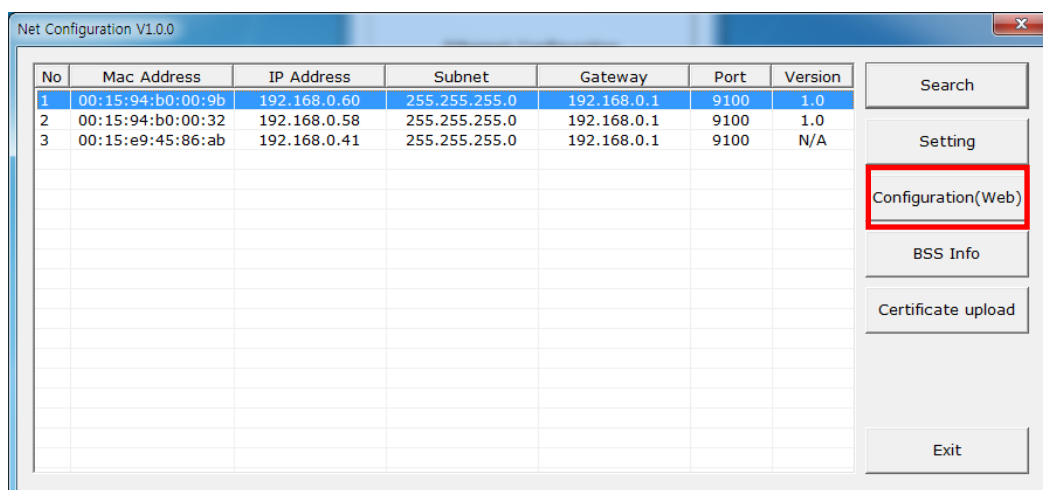 Net Configuration V1.0.0
No Mac Address IP Address Subnet Gateway Port Version
1 00:15:94:b0:00:9b 192.168.0.60 255.255.255.0 192.168.0.1 9100 1.0
2 00:15:94:b0:00:32 192.168.0.58 255.255.255.0 192.168.0.1 9100 1.0
3 00:15:e9:45:86:ab 192.168.0.41 255.255.255.0 192.168.0.1 9100 N/A
Search
Setting
Configuration(Web)
BSS Info
Certificate upload
Exit